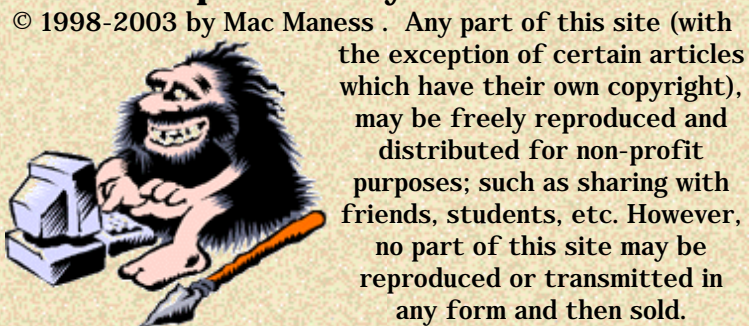 © 1998-2003 by Mac Maness . Any part of this site (with
the exception of certain articles
which have their own copyright),
may be freely reproduced and
distributed for non-profit
purposes; such as sharing with
friends, students, etc. However,
no part of this site may be
reproduced or transmitted in
any form and then sold.